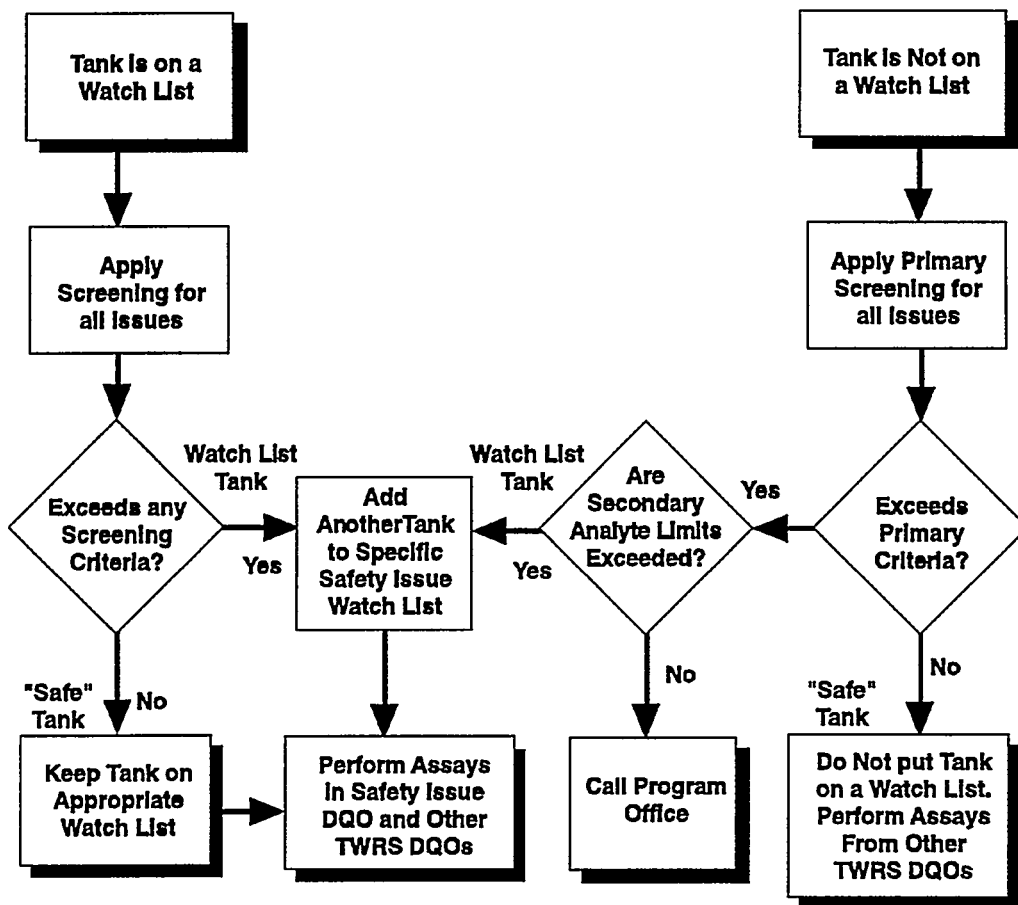 Tank is on a
Watch List
Tank is Not on
a Watch List
Apply
Screening for
all Issues
Apply Primary
Screening for
all Issues
Exceeds any
Screening
Criteria?
Watch List
Tank
Yes
Add
AnotherTank
to Specific
Safety Issue
Watch List
Watch List
Tank
Yes
Are
Secondary
Analyte Limits
Exceeded?
Yes
Exceeds
Primary
Criteria?
"Safe"
Tank
No
No
"Safe"
Tank
No
Keep Tank on
Appropriate
Watch List
Perform Assays
in Safety Issue
DQO and Other
TWRS DQOs
Call Program
Office
Do Not put Tank
on a Watch List.
Perform Assays
From Other
TWRS DQOs